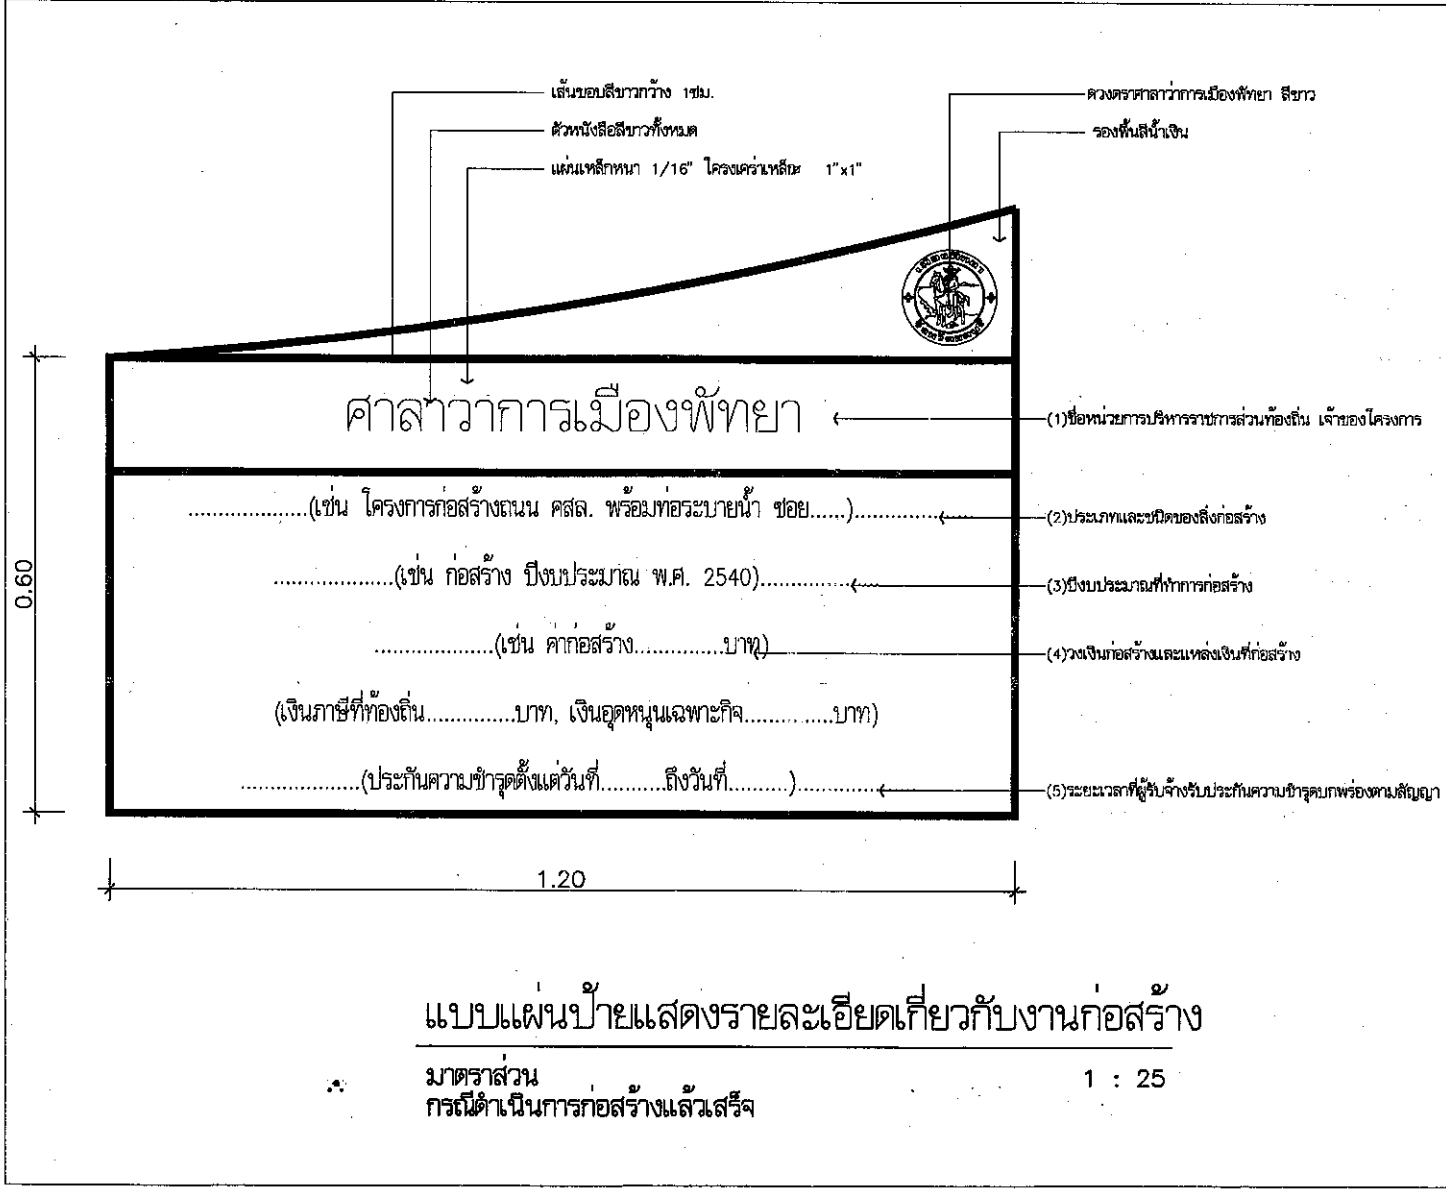 เส้นขอบสีขาวกว้าง 1ซม.
ตัวหนังสือสีขาวทั้งหมด
แผ่นเหล็กหนา 1/16" โครงเคร่าเหล็ก 1"x1"
ดวงตราศาลาว่าการเมืองพัทยา สีขาว
รองพื้นสีน้ำเงิน
ศาลาว่าการเมืองพัทยา
(1)ชื่อหน่วยการบริหารราชการส่วนท้องถิ่น เจ้าของโครงการ
....................(เช่น โครงการก่อสร้างถนน คสล. พร้อมท่อระบายน้ำ ซอย......)....................
(2)ประเภทและชนิดของสิ่งก่อสร้าง
....................(เช่น ก่อสร้าง ปีงบประมาณ พ.ศ. 2540)....................
(3)ปีงบประมาณที่ทำการก่อสร้าง
....................(เช่น ค่าก่อสร้าง...............บาท)
(4)วงเงินก่อสร้างและแหล่งเงินที่ก่อสร้าง
(เงินภาษีที่ท้องถิ่น...............บาท, เงินอุดหนุนเฉพาะกิจ...............บาท)
....................(ประกันความชำรุดตั้งแต่วันที่...........ถึงวันที่..........)...............
(5)ระยะเวลาที่ผู้รับจ้างรับประกันความชำรุดบกพร่องตามสัญญา
0.60
1.20
แบบแผ่นป้ายแสดงรายละเอียดเกี่ยวกับงานก่อสร้าง
มาตราส่วน 1 : 25
กรณีดำเนินการก่อสร้างแล้วเสร็จ